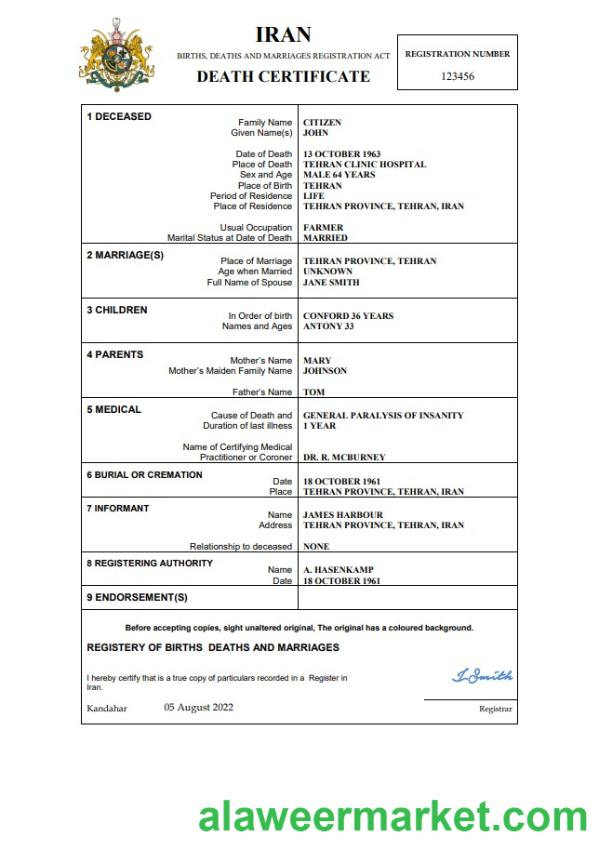 IRAN
BIRTHS, DEATHS AND MARRIAGES REGISTRATION ACT
DEATH CERTIFICATE
REGISTRATION NUMBER
123456
1 DECEASED
Family Name CITIZEN
Given Name(s) JOHN
Date of Death 13 OCTOBER 1963
Place of Death TEHRAN CLINIC HOSPITAL
Sex and Age MALE 64 YEARS
Place of Birth TEHRAN
Period of Residence LIFE
Place of Residence TEHRAN PROVINCE, TEHRAN, IRAN
Usual Occupation FARMER
Marital Status at Date of Death MARRIED
2 MARRIAGE(S)
Place of Marriage TEHRAN PROVINCE, TEHRAN
Age when Married UNKNOWN
Full Name of Spouse JANE SMITH
3 CHILDREN
In Order of birth CONFORD 36 YEARS
Names and Ages ANTONY 33
4 PARENTS
Mother's Name MARY
Mother's Maiden Family Name JOHNSON
Father's Name TOM
5 MEDICAL
Cause of Death and GENERAL PARALYSIS OF INSANITY
Duration of last illness 1 YEAR
Name of Certifying Medical
Practitioner or Coroner DR. R. MCBURNEY
6 BURIAL OR CREMATION
Date 18 OCTOBER 1961
Place TEHRAN PROVINCE, TEHRAN, IRAN
7 INFORMANT
Name JAMES HARBOUR
Address TEHRAN PROVINCE, TEHRAN, IRAN
Relationship to deceased NONE
8 REGISTERING AUTHORITY
Name A. HASENKAMP
Date 18 OCTOBER 1961
9 ENDORSEMENT(S)
Before accepting copies, sight unaltered original, The original has a coloured background.
REGISTERY OF BIRTHS DEATHS AND MARRIAGES
I hereby certify that is a true copy of particulars recorded in a Register in
Iran.
J. Smith
Kandahar 05 August 2022
Registrar
alaweermarket.com